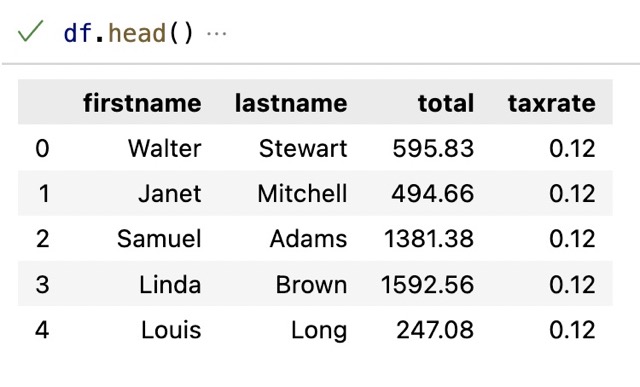 df.head() ...
firstname lastname total taxrate
0 Walter Stewart 595.83 0.12
1 Janet Mitchell 494.66 0.12
2 Samuel Adams 1381.38 0.12
3 Linda Brown 1592.56 0.12
4 Louis Long 247.08 0.12